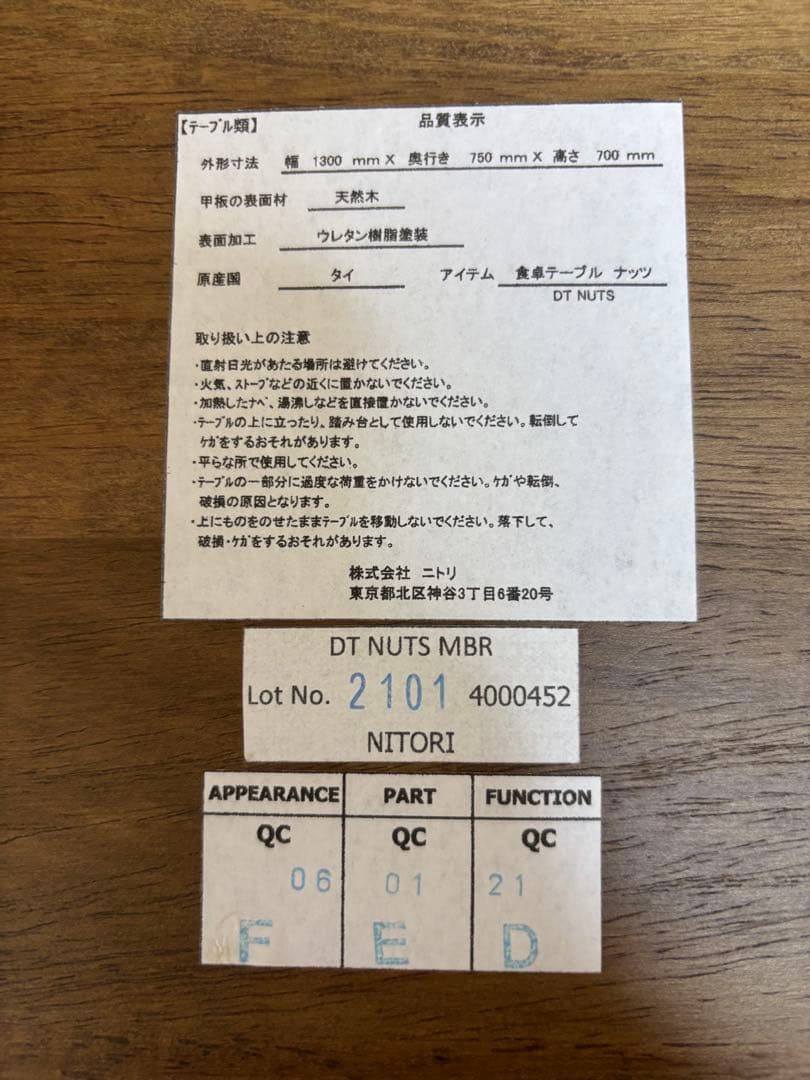 【ﾃｰﾌﾞﾙ類】 品質表示
外形寸法 幅 1300 mm X 奥行き 750 mm X 高さ 700 mm
甲板の表面材 天然木
表面加工 ウレタン樹脂塗装
原産国 タイ アイテム 食卓テーブル ナッツ
DT NUTS
取り扱い上の注意
・直射日光があたる場所は避けてください。
・火気、ｽﾄｰﾌﾞなどの近くに置かないでください。
・加熱したﾅﾍﾞ、湯沸しなどを直接置かないでください。
・ﾃｰﾌﾞﾙの上に立ったり、踏み台として使用しないでください。転倒して
ｹｶﾞをするおそれがあります。
・平らな所で使用してください。
・ﾃｰﾌﾞﾙの一部分に過度な荷重をかけないでください。ｹｶﾞや転倒、
破損の原因となります。
・上にものをのせたままﾃｰﾌﾞﾙを移動しないでください。落下して、
破損・ｹｶﾞをするおそれがあります。
株式会社 ニトリ
東京都北区神谷3丁目6番20号
DT NUTS MBR
Lot No. 2101 4000452
NITORI
APPEARANCE PART FUNCTION
QC QC QC
06 01 21
F E D